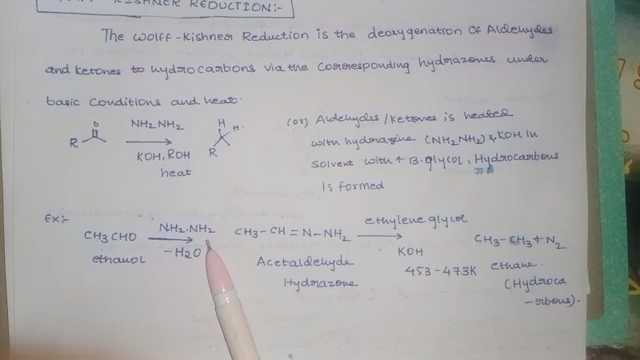 KISHNER REDUCTION:-
The Wolff-Kishner Reduction is the deoxygenation of Aldehydes
and ketones to hydrocarbons via the corresponding hydrazones under
basic conditions and heat.
O
R
NH2 NH2
KOH, ROH
heat
H
H
R
(or) Aldehydes/ketones is heated
with hydrazine (NH2NH2) & KOH in
solvent with
glycol, Hydrocarbons
is formed
Ex:-
CH3CHO
ethanol
NH2.NH2
-H2O
CH3-CH=N-NH2
Acetaldehyde
Hydrazone
ethylene glycol
KOH
453-473K
CH3-CH3+N2
ethane.
(Hydroca
-rbons).